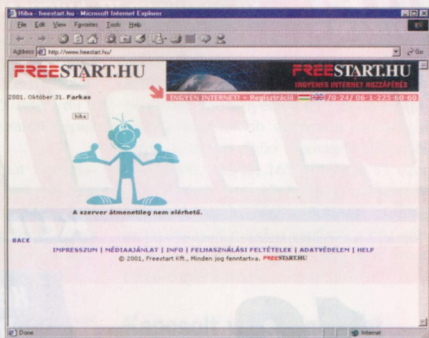 Hiba - freestart.hu - Microsoft Internet Explorer
File Edit View Favorites Tools Help
Address http://www.freestart.hu/ Go
FREESTART.HU
FREESTART.HU
INGYENES INTERNET HOZZÁFÉRÉS
2001. Október 31. Farkas
INGYEN INTERNET! - Regisztráció
hiba
A szerver átmenetileg nem elérhető.
BACK
IMPRESSZUM | MÉDIAAJÁNLAT | INFO | FELHASZNÁLÁSI FELTÉTELEK | ADATVÉDELEM | HELP
© 2001, Freestart Kft., Minden jog fenntartva. FREESTART.HU
Done Internet